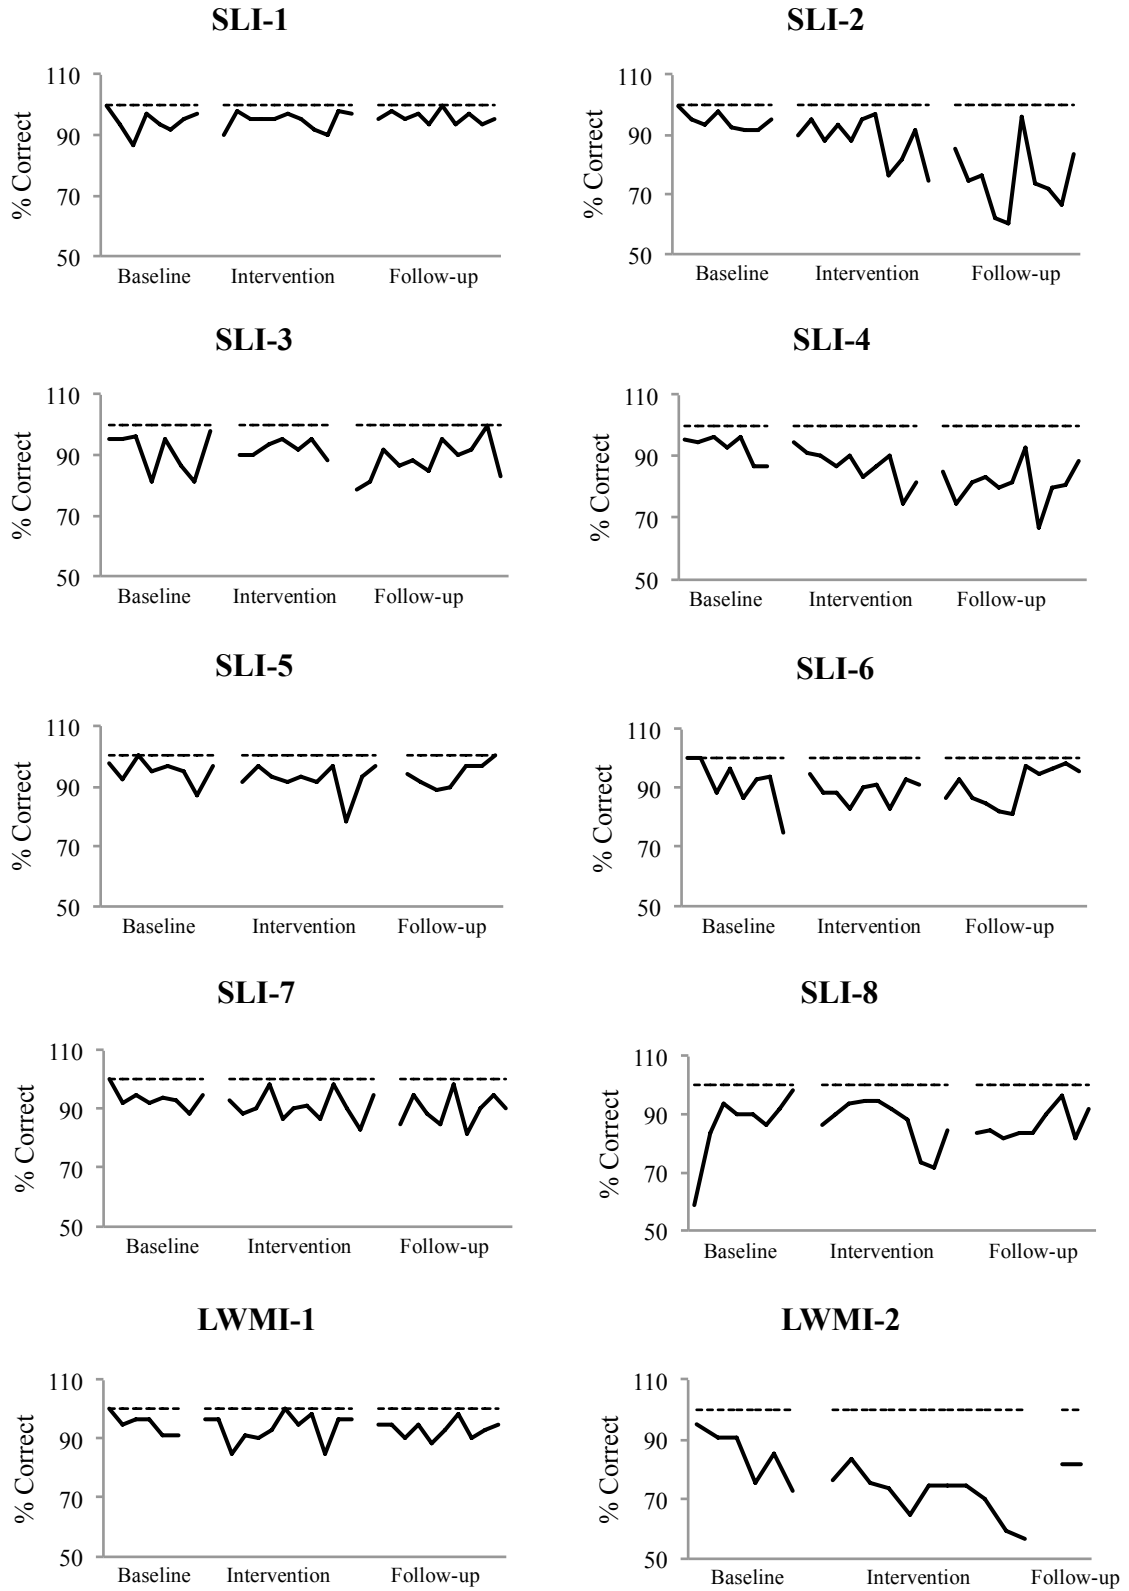 SLI-1
110
90
70
50
% Correct
Baseline
Intervention
Follow-up
SLI-2
110
90
70
50
% Correct
Baseline
Intervention
Follow-up
SLI-3
110
90
70
50
% Correct
Baseline
Intervention
Follow-up
SLI-4
110
90
70
50
% Correct
Baseline
Intervention
Follow-up
SLI-5
110
90
70
50
% Correct
Baseline
Intervention
Follow-up
SLI-6
110
90
70
50
% Correct
Baseline
Intervention
Follow-up
SLI-7
110
90
70
50
% Correct
Baseline
Intervention
Follow-up
SLI-8
110
90
70
50
% Correct
Baseline
Intervention
Follow-up
LWMI-1
110
90
70
50
% Correct
Baseline
Intervention
Follow-up
LWMI-2
110
90
70
50
% Correct
Baseline
Intervention
Follow-up